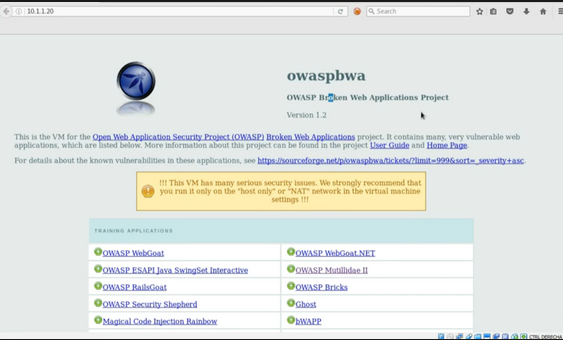 10.1.1.20
Search
owaspbwa
OWASP Broken Web Applications Project
Version 1.2
This is the VM for the Open Web Application Security Project (OWASP) Broken Web Applications project. It contains many, very vulnerable web
applications, which are listed below. More information about this project can be found in the project User Guide and Home Page.
For details about the known vulnerabilities in these applications, see https://sourceforge.net/p/owaspbwa/tickets/?limit=999&sort=_severity+asc.
!!! This VM has many serious security issues. We strongly recommend that
you run it only on the "host only" or "NAT" network in the virtual machine
settings !!!
TRAINING APPLICATIONS
OWASP WebGoat
OWASP WebGoat.NET
OWASP ESAPI Java SwingSet Interactive
OWASP Mutillidae II
OWASP RailsGoat
OWASP Bricks
OWASP Security Shepherd
Ghost
Magical Code Injection Rainbow
bWAPP
CTRL DERECHA